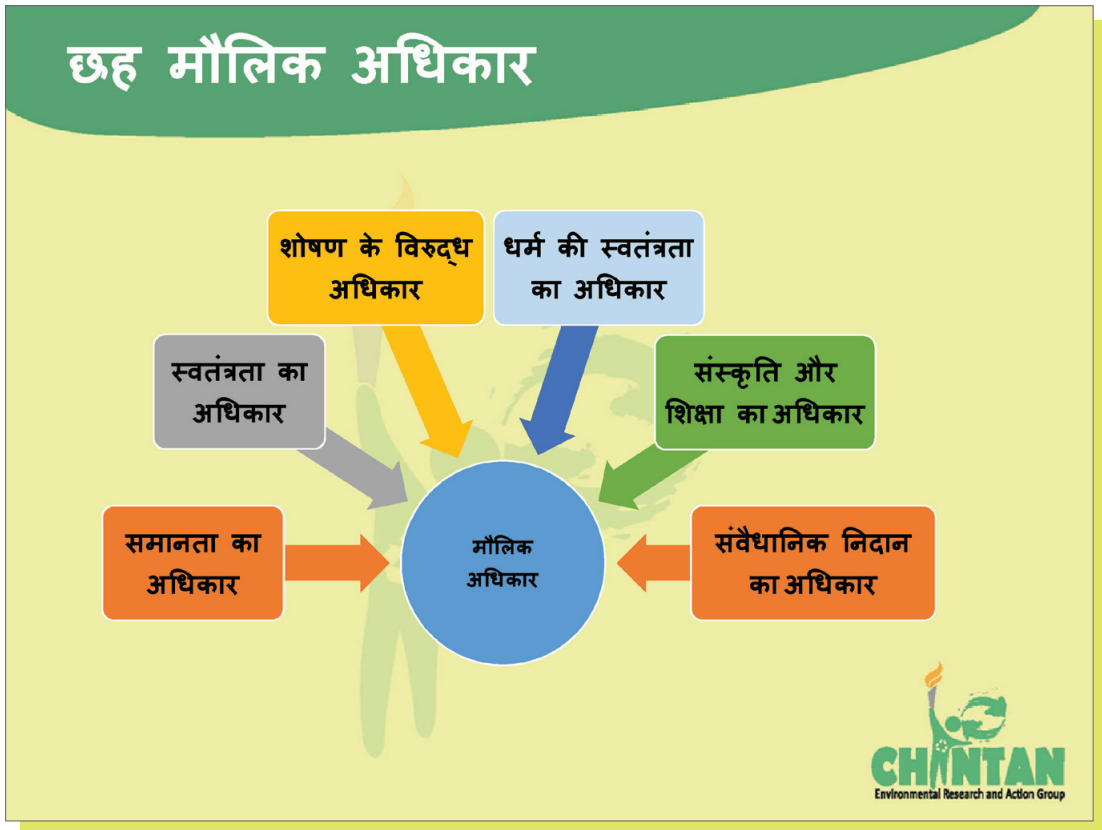 छह मौलिक अधिकार
शोषण के विरुद्ध
अधिकार
धर्म की स्वतंत्रता
का अधिकार
स्वतंत्रता का
अधिकार
संस्कृति और
शिक्षा का अधिकार
समानता का
अधिकार
मौलिक
अधिकार
संवैधानिक निदान
का अधिकार
CHINTAN
Environmental Research and Action Group